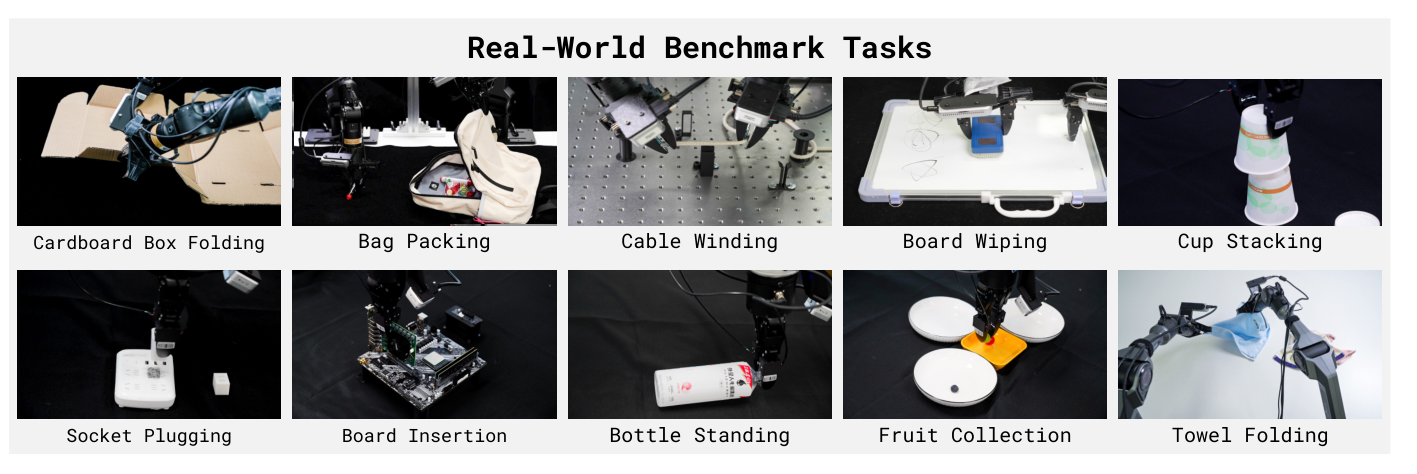 Real-World Benchmark Tasks
Cardboard Box Folding
Bag Packing
Cable Winding
Board Wiping
Cup Stacking
Socket Plugging
Board Insertion
Bottle Standing
Fruit Collection
Towel Folding